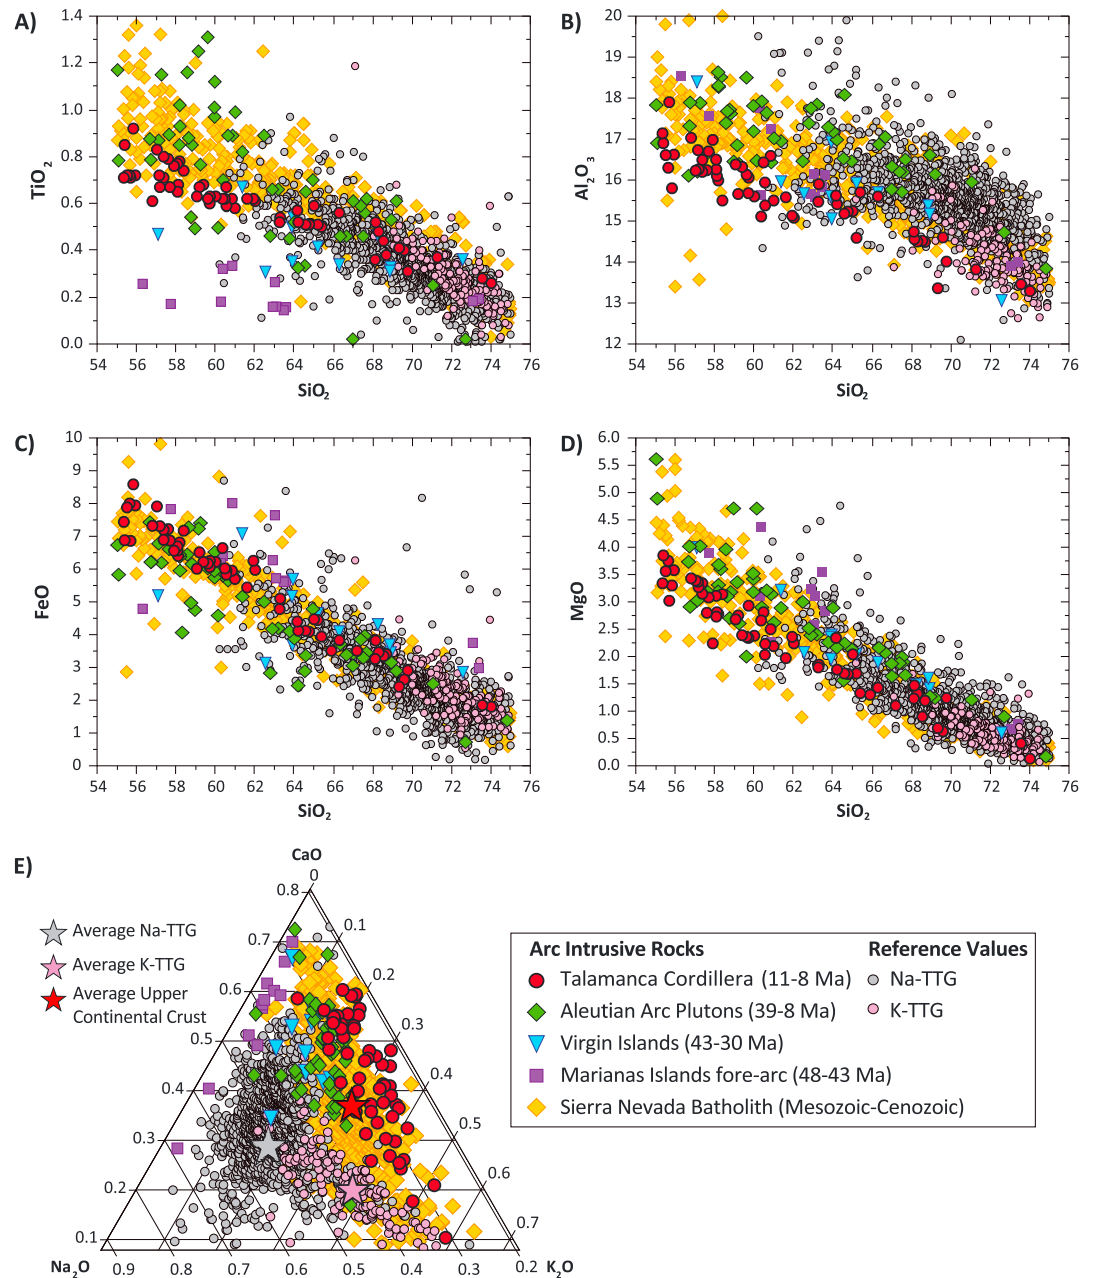 A)
1.4
1.2
1.0
0.8
0.6
0.4
0.2
0.0
TiO2
54 56 58 60 62 64 66 68 70 72 74 76
SiO2
B)
20
19
18
17
16
15
14
13
12
Al2O3
54 56 58 60 62 64 66 68 70 72 74 76
SiO2
C)
10
9
8
7
6
5
4
3
2
1
0
FeO
54 56 58 60 62 64 66 68 70 72 74 76
SiO2
D)
6.0
5.0
4.5
4.0
3.5
3.0
2.5
2.0
1.5
1.0
0.5
0.0
MgO
54 56 58 60 62 64 66 68 70 72 74 76
SiO2
E)
CaO
0
0.8
0.7
0.6
0.5
0.4
0.3
0.2
0.1
0.1
0.2
0.3
0.4
0.5
0.6
0.7
Na2O 0.9 0.8 0.7 0.6 0.5 0.4 0.3 0.2 K2O
Average Na-TTG
Average K-TTG
Average Upper
Continental Crust
Arc Intrusive Rocks
Talamanca Cordillera (11-8 Ma)
Aleutian Arc Plutons (39-8 Ma)
Virgin Islands (43-30 Ma)
Marianas Islands fore-arc (48-43 Ma)
Sierra Nevada Batholith (Mesozoic-Cenozoic)
Reference Values
Na-TTG
K-TTG